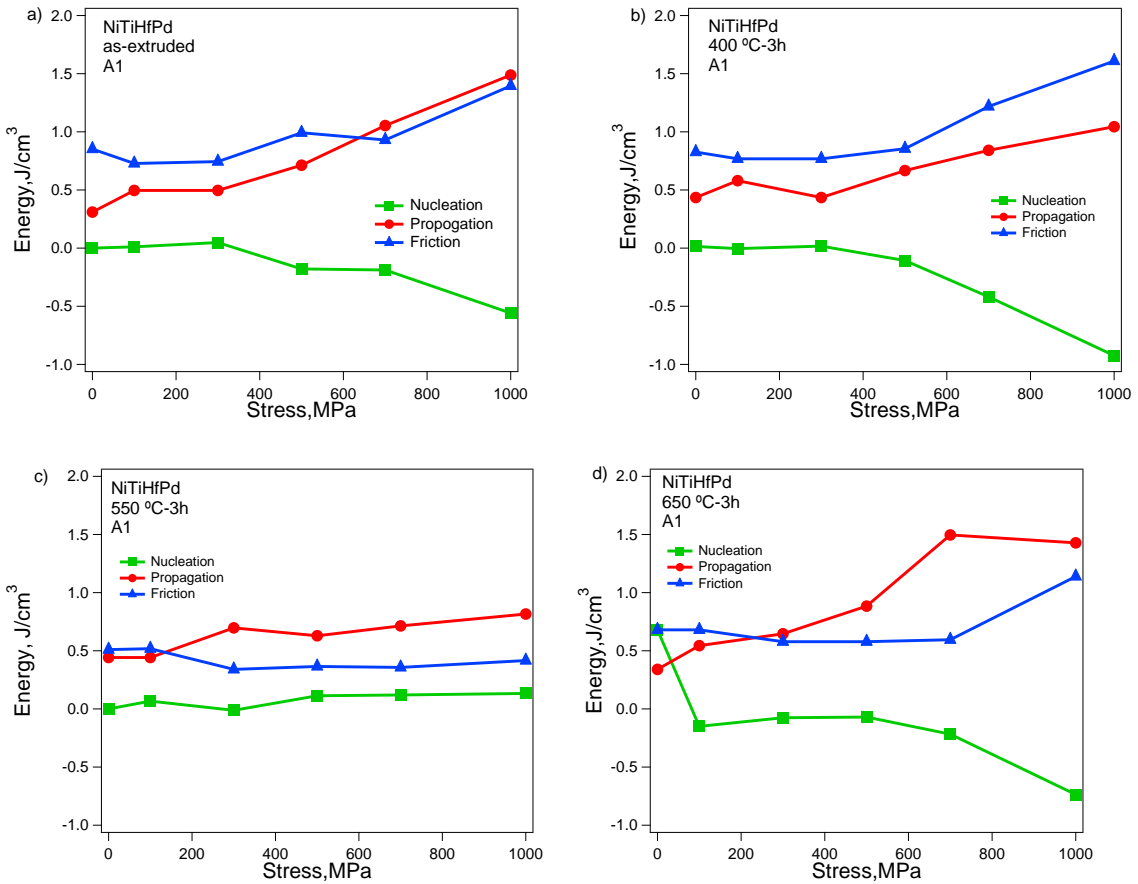 a)
NiTiHfPd
as-extruded
A1
2.0
1.5
1.0
0.5
0.0
-0.5
-1.0
Energy,J/cm3
Nucleation
Propogation
Friction
0 200 400 600 800 1000
Stress,MPa
b)
NiTiHfPd
400 ºC-3h
A1
2.0
1.5
1.0
0.5
0.0
-0.5
-1.0
Energy,J/cm3
Nucleation
Propagation
Friction
0 200 400 600 800 1000
Stress,MPa
c)
NiTiHfPd
550 ºC-3h
A1
2.0
1.5
1.0
0.5
0.0
-0.5
-1.0
Energy, J/cm3
Nucleation
Propagation
Friction
0 200 400 600 800 1000
Stress,MPa
d)
NiTiHfPd
650 ºC-3h
A1
2.0
1.5
1.0
0.5
0.0
-0.5
-1.0
Energy,J/cm3
Nucleation
Propagation
Friction
0 200 400 600 800 1000
Stress,MPa